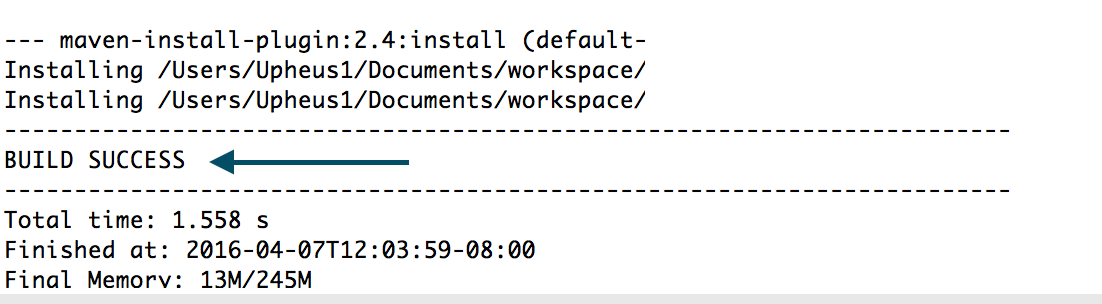 --- maven-install-plugin:2.4:install (default-
Installing /Users/Upheus1/Documents/workspace/
Installing /Users/Upheus1/Documents/workspace/
------------------------------------------------------------------------
BUILD SUCCESS
------------------------------------------------------------------------
Total time: 1.558 s
Finished at: 2016-04-07T12:03:59-08:00
Final Memory: 13M/245M